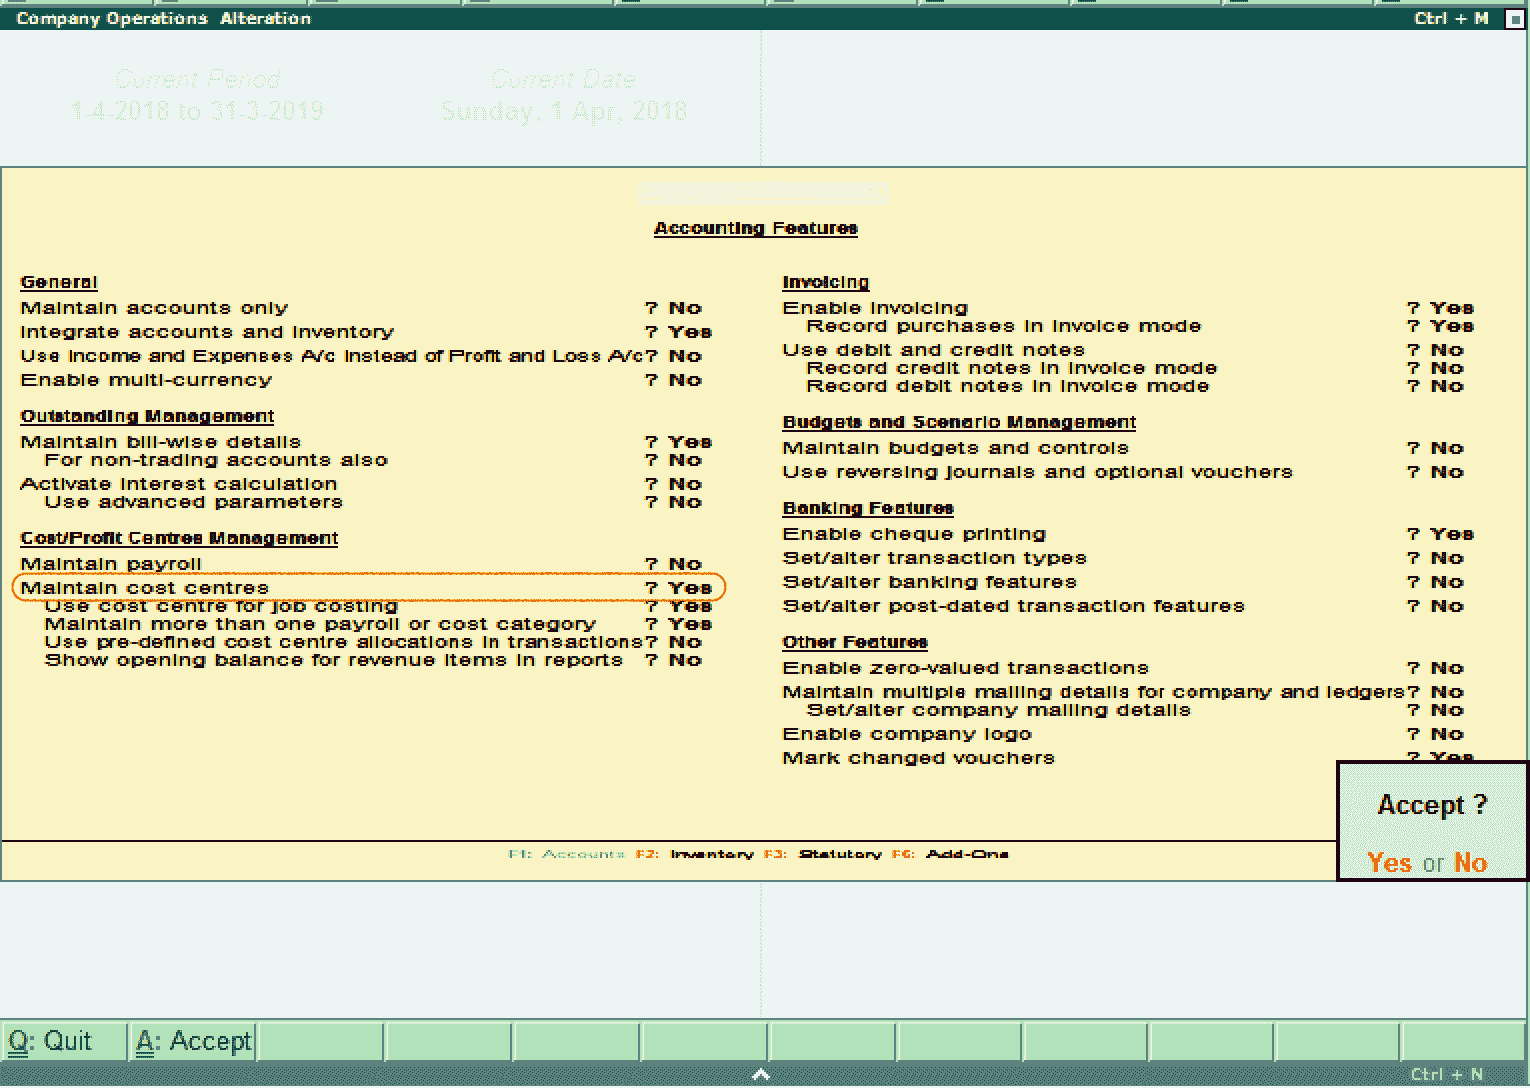 Company Operations Alteration Ctrl + M
Current Period Current Date
1-4-2018 to 31-3-2019 Sunday, 1 Apr, 2018
Accounting Features
General
Maintain accounts only ? No
Integrate accounts and inventory ? Yes
Use Income and Expenses A/c instead of Profit and Loss A/c ? No
Enable multi-currency ? No
Outstanding Management
Maintain bill-wise details ? Yes
For non-trading accounts also ? No
Activate interest calculation ? No
Use advanced parameters ? No
Cost/Profit Centres Management
Maintain payroll ? No
Maintain cost centres ? Yes
Use cost centre for job costing ? Yes
Maintain more than one payroll or cost category ? Yes
Use pre-defined cost centre allocations in transactions ? No
Show opening balance for revenue items in reports ? No
Invoicing
Enable invoicing ? Yes
Record purchases in invoice mode ? Yes
Use debit and credit notes ? No
Record credit notes in invoice mode ? No
Record debit notes in invoice mode ? No
Budgets and Scenario Management
Maintain budgets and controls ? No
Use reversing journals and optional vouchers ? No
Banking Features
Enable cheque printing ? Yes
Set/alter transaction types ? No
Set/alter banking features ? No
Set/alter post-dated transaction features ? No
Other Features
Enable zero-valued transactions ? No
Maintain multiple mailing details for company and ledgers ? No
Set/alter company mailing details ? No
Enable company logo ? No
Mark changed vouchers ? Yes
Accept ?
Yes or No
F1: Accounts F2: Inventory F3: Statutory F6: Add-Ons
Q: Quit A: Accept
Ctrl + N